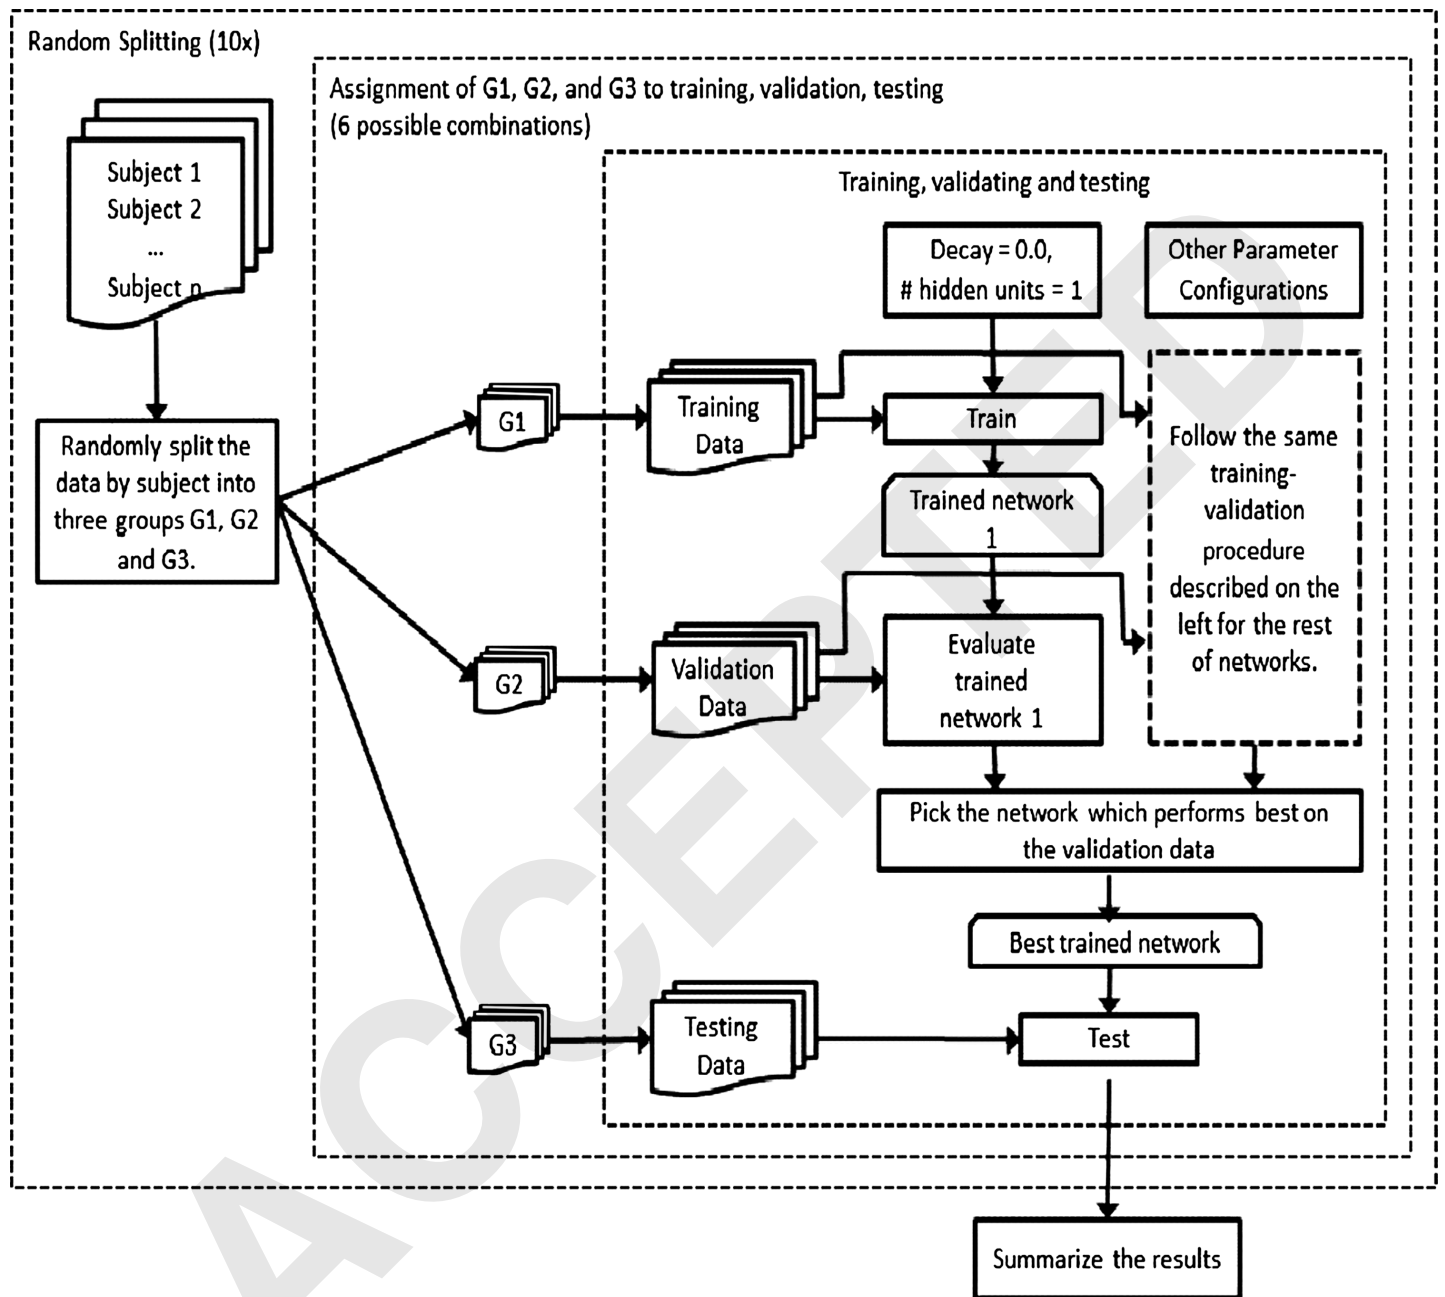 Random Splitting (10x)
Assignment of G1, G2, and G3 to training, validation, testing
(6 possible combinations)
Subject 1
Subject 2
...
Subject n
Training, validating and testing
Decay = 0.0,
# hidden units = 1
Other Parameter
Configurations
Randomly split the
data by subject into
three groups G1, G2
and G3.
G1
Training
Data
Train
Trained network
1
Follow the same
training-
validation
procedure
described on the
left for the rest
of networks.
G2
Validation
Data
Evaluate
trained
network 1
Pick the network which performs best on
the validation data
Best trained network
G3
Testing
Data
Test
Summarize the results
ACCEPTED